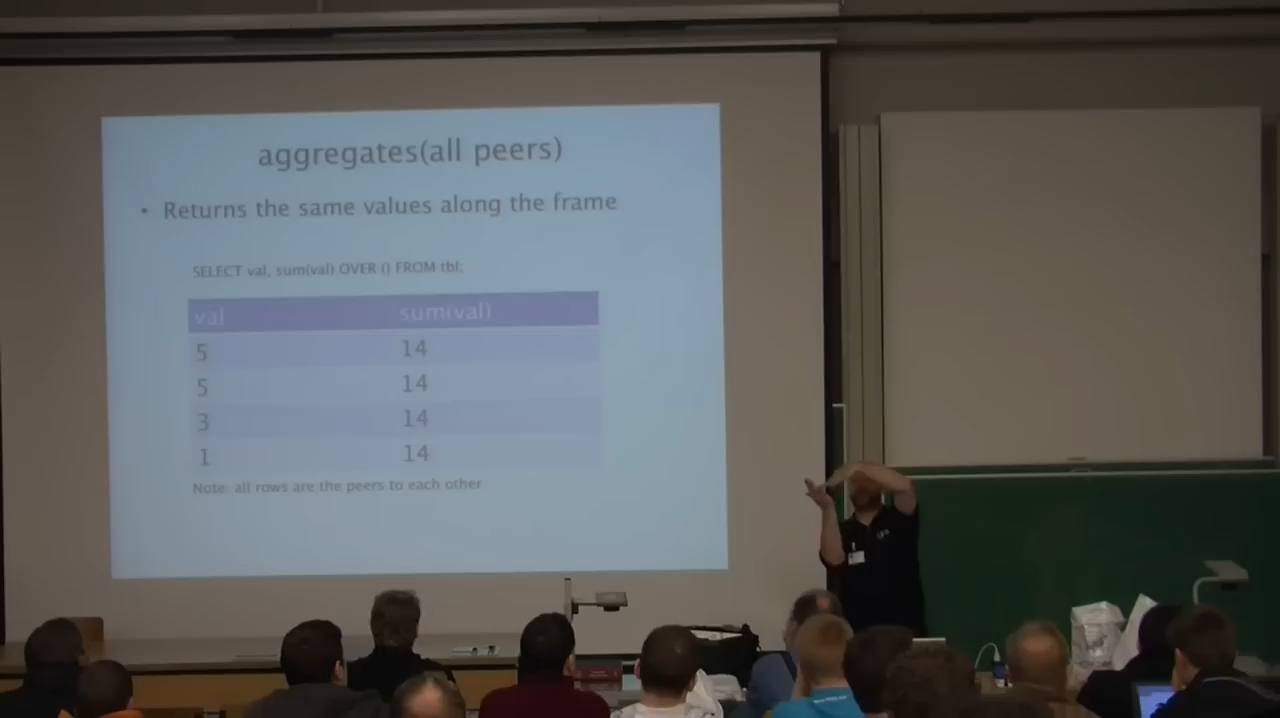 aggregates(all peers)
• Returns the same values along the frame
SELECT val, sum(val) OVER () FROM tbl;
val sum(val)
5 14
5 14
3 14
1 14
Note: all rows are the peers to each other